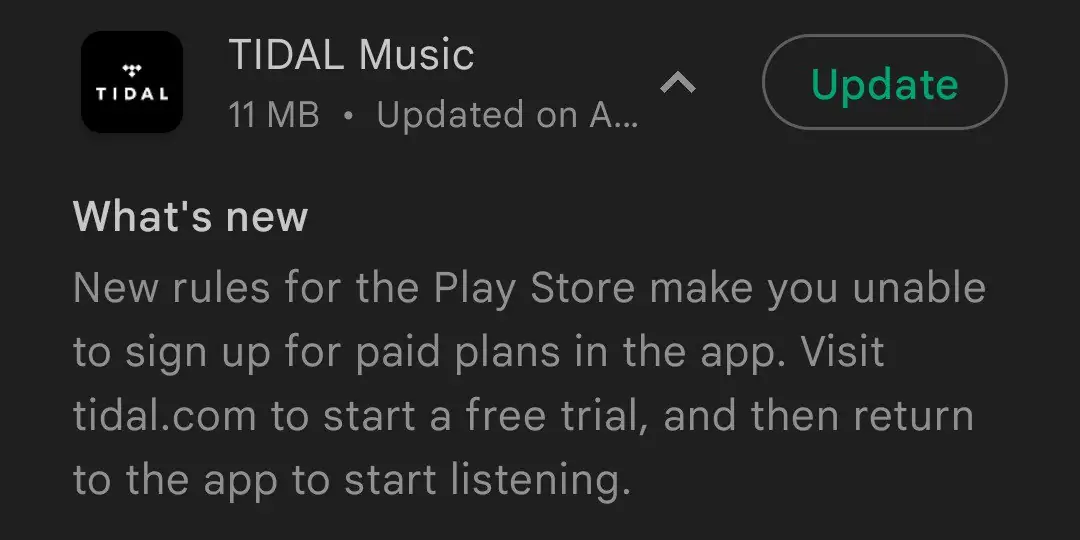 TIDAL
TIDAL Music
11 MB • Updated on A...
Update
What's new
New rules for the Play Store make you unable
to sign up for paid plans in the app. Visit
tidal.com to start a free trial, and then return
to the app to start listening.